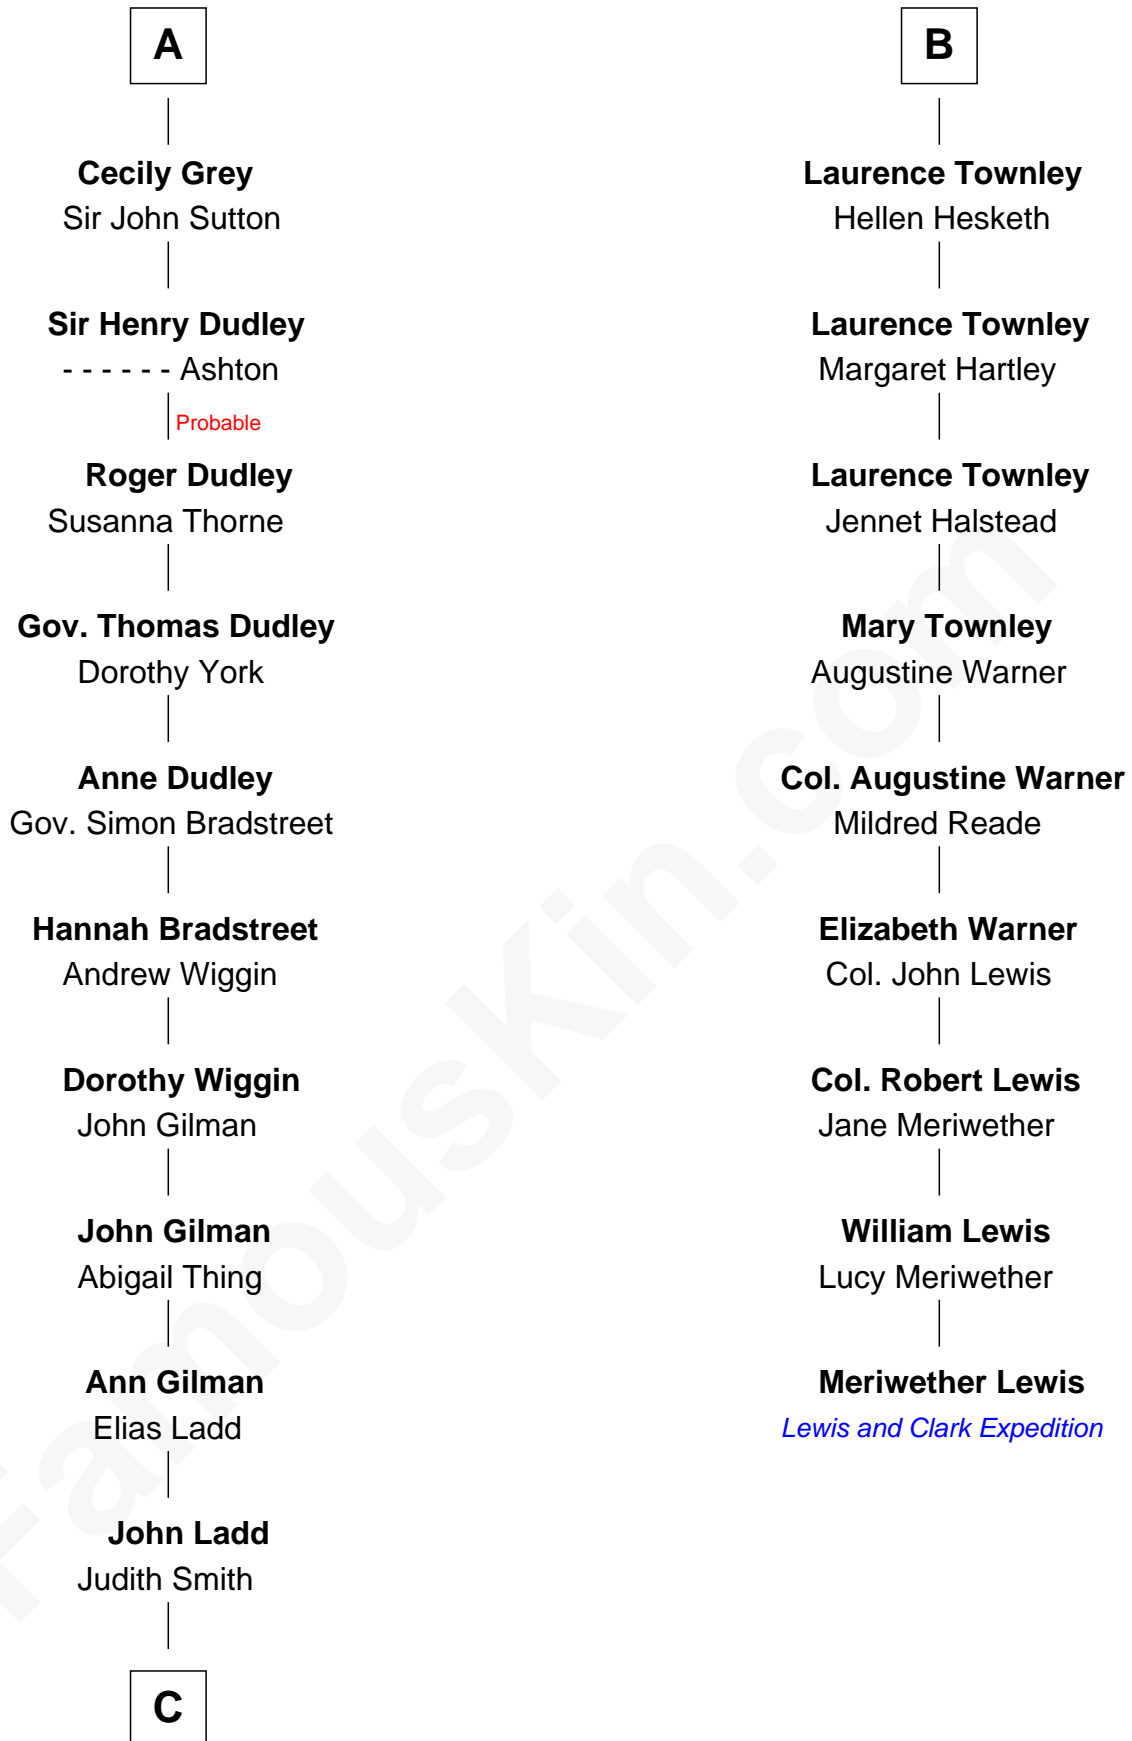 A
Cecily Grey
Sir John Sutton
Sir Henry Dudley
- - - - - - Ashton
Probable
Roger Dudley
Susanna Thorne
Gov. Thomas Dudley
Dorothy York
Anne Dudley
Gov. Simon Bradstreet
Hannah Bradstreet
Andrew Wiggin
Dorothy Wiggin
John Gilman
John Gilman
Abigail Thing
Ann Gilman
Elias Ladd
John Ladd
Judith Smith
C
B
Laurence Townley
Hellen Hesketh
Laurence Townley
Margaret Hartley
Laurence Townley
Jennet Halstead
Mary Townley
Augustine Warner
Col. Augustine Warner
Mildred Reade
Elizabeth Warner
Col. John Lewis
Col. Robert Lewis
Jane Meriwether
William Lewis
Lucy Meriwether
Meriwether Lewis
Lewis and Clark Expedition
FamousKin.com